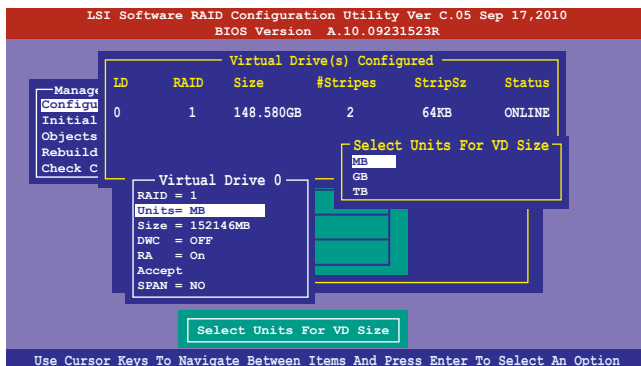 LSI Software RAID Configuration Utility Ver C.05 Sep 17,2010
BIOS Version A.10.09231523R
Virtual Drive(s) Configured
LD RAID Size #Stripes StripSz Status
0 1 148.580GB 2 64KB ONLINE
Manage
Configu
Initial
Objects
Rebuild
Check C
Select Units For VD Size
MB
GB
TB
Virtual Drive 0
RAID = 1
Units= MB
Size = 152146MB
DWC = OFF
RA = On
Accept
SPAN = NO
Select Units For VD Size
Use Cursor Keys To Navigate Between Items And Press Enter To Select An Option